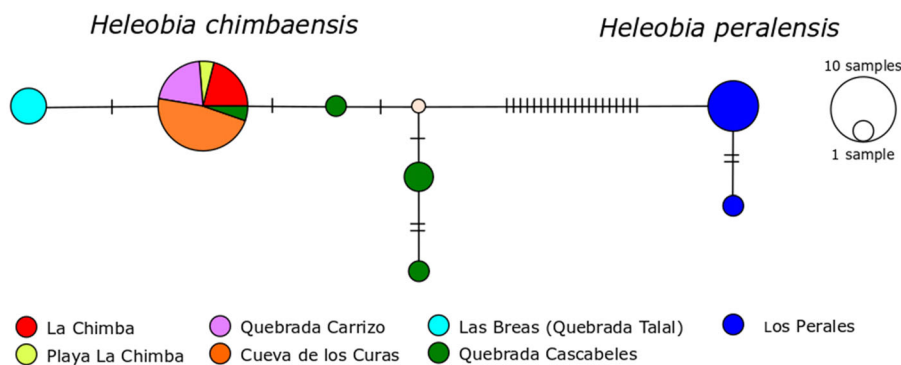 Heleobia chimbaensis
Heleobia peralensis
10 samples
1 sample
La Chimba
Quebrada Carrizo
Las Breas (Quebrada Talal)
Los Perales
Playa La Chimba
Cueva de los Curas
Quebrada Cascabeles